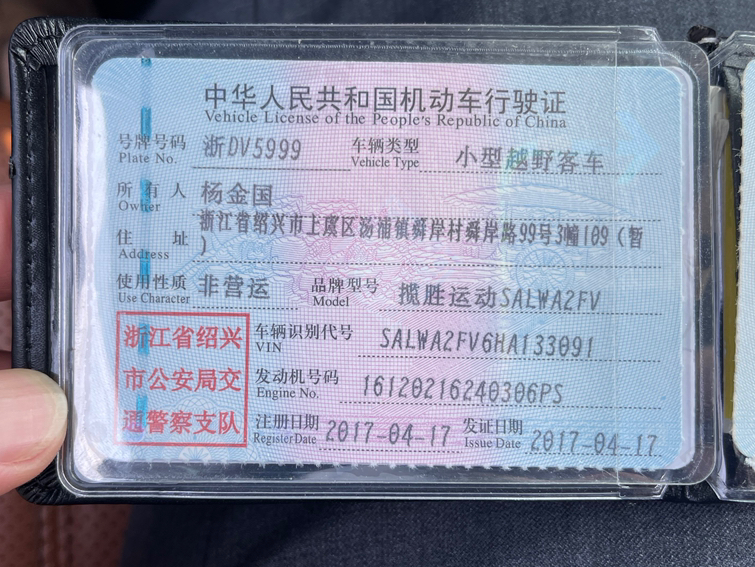 中华人民共和国机动车行驶证
Vehicle License of the People's Republic of China
号牌号码 浙DV5999 车辆类型 小型越野客车
Plate No. Vehicle Type
所有人 杨金国
Owner
浙江省绍兴市上虞区汤浦镇舜岸村舜岸路99号3幢109（暂
住址 ）
Address
使用性质 非营运 品牌型号 揽胜运动SALWA2FV
Use Character Model
浙江省绍兴
市公安局交
通警察支队
车辆识别代号 SALWA2FV6HA133091
VIN
发动机号码 16120216240306PS
Engine No.
注册日期 2017-04-17 发证日期 2017-04-17
Register Date Issue Date